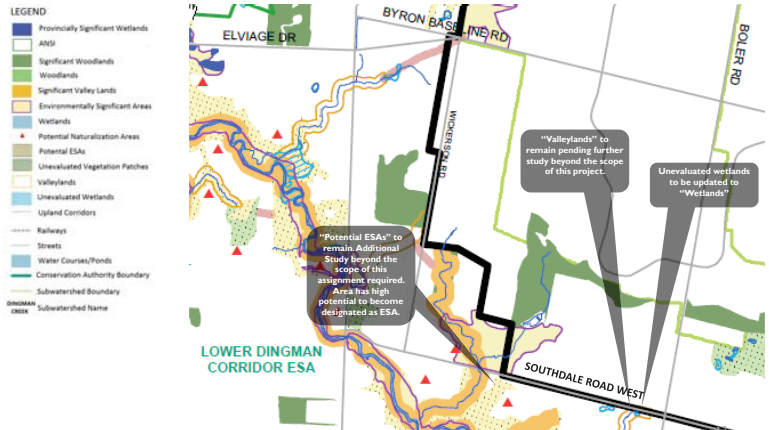 LEGEND
Provincially Significant Wetlands
ANSI
Significant Woodlands
Woodlands
Significant Valley Lands
Environmentally Significant Areas
Wetlands
Potential Naturalization Areas
Potental ESAs
Unevaluated Vegetation Patches
Valleylands
Unevaluated Wetlands
Upland Corridors
Railways
Streets
Water Courses/Ponds
Conservation Authority Boundary
Subwatershed Boundary
DINGMAN
CREEK
Subwatershed Name
ELVIAGE DR
BYRON BASELINE RD
BOLER RD
WICKERSON RD
"Valleylands" to
remain pending further
study beyond the scope
of this project.
Unevaluated wetlands
to be updated to
"Wetlands"
"Potential ESAs" to
remain. Additional
Study beyond the
scope of this
assignment required.
Area has high
potential to become
designated as ESA.
LOWER DINGMAN
CORRIDOR ESA
SOUTHDALE ROAD WEST